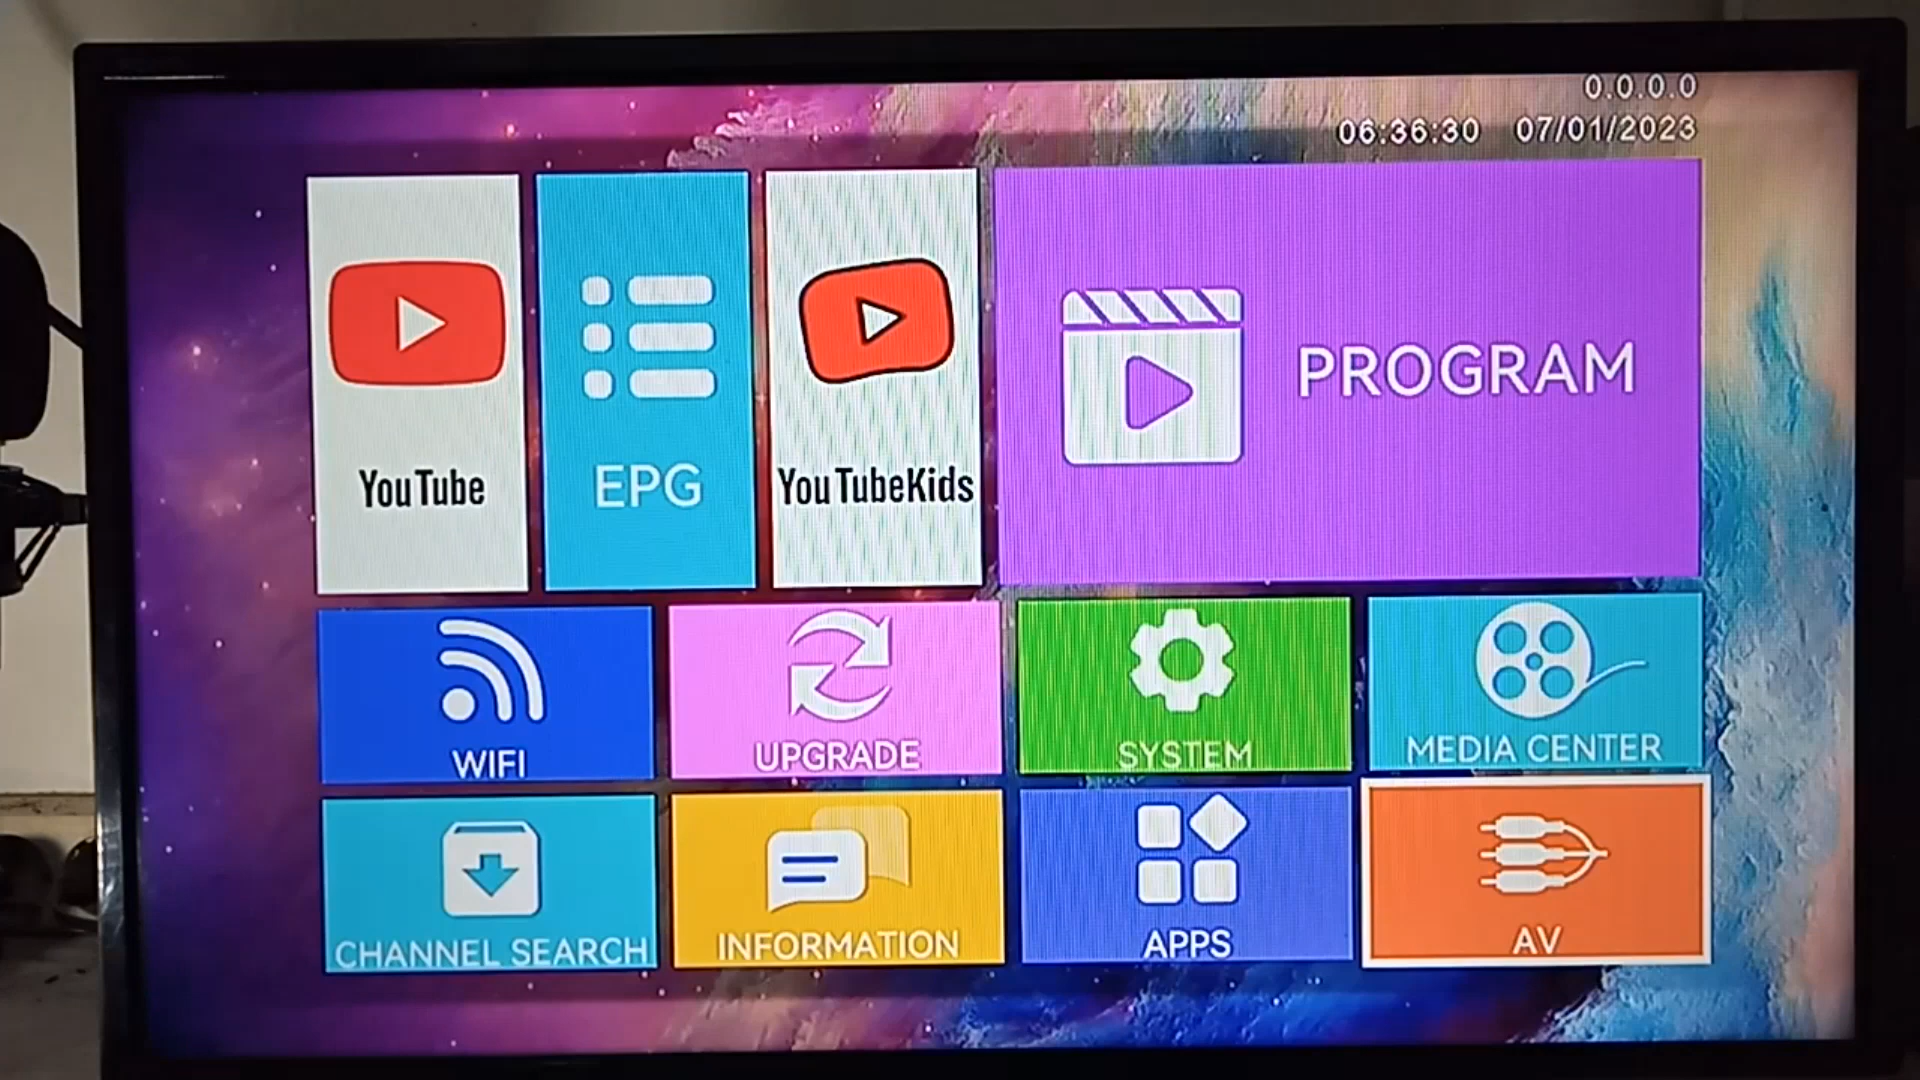 0.0.0.0
06:36:30 07/01/2023
YouTube
EPG
YouTubeKids
PROGRAM
WIFI
UPGRADE
SYSTEM
MEDIA CENTER
CHANNEL SEARCH
INFORMATION
APPS
AV